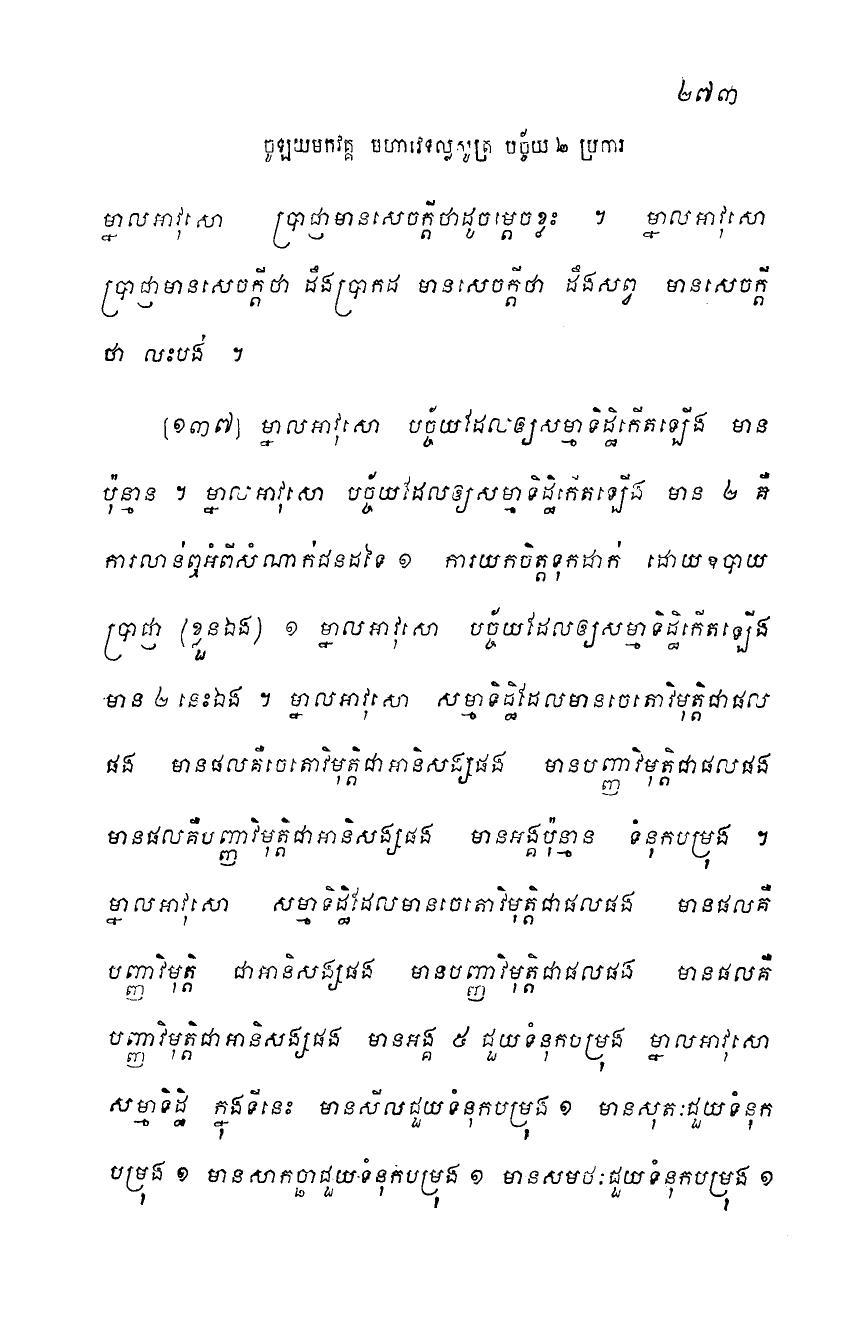 ២៧៣
ចូឡយមកវគ្គ មហាវេទល្លសូត្រ បច្ច័យ ២ ប្រការ
ម្នាលអាវុសោ ប្រាជ្ញាមានសេចក្តីថាដូចម្តេចខ្លះ ។ ម្នាលអាវុសោ
ប្រាជ្ញាមានសេចក្តីថា ដឹងប្រាកដ មានសេចក្តីថា ដឹងសព្វ មានសេចក្តី
ថា លះបង់ ។
[១៣៧] ម្នាលអាវុសោ បច្ច័យដែលឲ្យសម្មាទិដ្ឋិកើតឡើង មាន
ប៉ុន្មាន ។ ម្នាលអាវុសោ បច្ច័យដែលឲ្យសម្មាទិដ្ឋិកើតឡើង មាន ២ គឺ
ការលាន់ឮអំពីសំណាក់ជនដទៃ ១ ការយកចិត្តទុកដាក់ ដោយឧបាយ
ប្រាជ្ញា (ខ្លួនឯង) ១ ម្នាលអាវុសោ បច្ច័យដែលឲ្យសម្មាទិដ្ឋិកើតឡើង
មាន ២ នេះឯង ។ ម្នាលអាវុសោ សម្មាទិដ្ឋិដែលមានចេតោវិមុត្តិជាផល
ផង មានផលគឺចេតោវិមុត្តិជាអានិសង្សផង មានបញ្ញាវិមុត្តិជាផលផង
មានផលគឺបញ្ញាវិមុត្តិជាអានិសង្សផង មានអង្គប៉ុន្មាន ទំនុកបម្រុង ។
ម្នាលអាវុសោ សម្មាទិដ្ឋិដែលមានចេតោវិមុត្តិជាផលផង មានផលគឺ
បញ្ញាវិមុត្តិ ជាអានិសង្សផង មានបញ្ញាវិមុត្តិជាផលផង មានផលគឺ
បញ្ញាវិមុត្តិជាអានិសង្សផង មានអង្គ ៥ ជួយទំនុកបម្រុង ម្នាលអាវុសោ
សម្មាទិដ្ឋិ ក្នុងទីនេះ មានសីលជួយទំនុកបម្រុង ១ មានសុតៈជួយទំនុក
បម្រុង ១ មានសាកច្ឆាជួយទំនុកបម្រុង ១ មានសមថៈជួយទំនុកបម្រុង ១